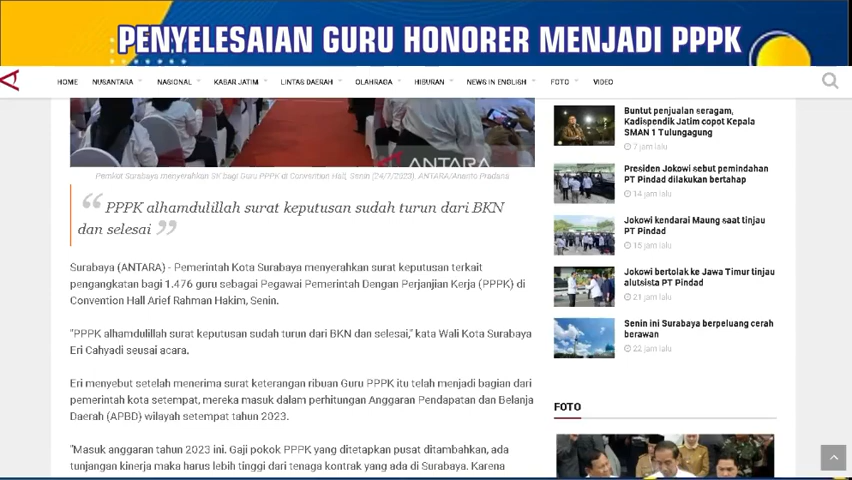 PENYELESAIAN GURU HONORER MENJADI PPPK
HOME NUSANTARA NASIONAL KABAR JATIM LINTAS DAERAH OLAHRAGA HIBURAN NEWS IN ENGLISH FOTO VIDEO
ANTARA
Pemkot Surabaya menyerahkan SK bagi Guru PPPK di Convention Hall, Senin (24/7/2023). ANTARA/Ananto Pradana
“ PPPK alhamdulillah surat keputusan sudah turun dari BKN
dan selesai ”
Surabaya (ANTARA) - Pemerintah Kota Surabaya menyerahkan surat keputusan terkait
pengangkatan bagi 1.476 guru sebagai Pegawai Pemerintah Dengan Perjanjian Kerja (PPPK) di
Convention Hall Arief Rahman Hakim, Senin.
"PPPK alhamdulillah surat keputusan sudah turun dari BKN dan selesai," kata Wali Kota Surabaya
Eri Cahyadi seusai acara.
Eri menyebut setelah menerima surat keterangan ribuan Guru PPPK itu telah menjadi bagian dari
pemerintah kota setempat, mereka masuk dalam perhitungan Anggaran Pendapatan dan Belanja
Daerah (APBD) wilayah setempat tahun 2023.
"Masuk anggaran tahun 2023 ini. Gaji pokok PPPK yang ditetapkan pusat ditambahkan, ada
tunjangan kinerja maka harus lebih tinggi dari tenaga kontrak yang ada di Surabaya. Karena
Buntut penjualan seragam,
Kadispendik Jatim copot Kepala
SMAN 1 Tulungagung
7 jam lalu
Presiden Jokowi sebut pemindahan
PT Pindad dilakukan bertahap
14 jam lalu
Jokowi kendarai Maung saat tinjau
PT Pindad
15 jam lalu
Jokowi bertolak ke Jawa Timur tinjau
alutsista PT Pindad
21 jam lalu
Senin ini Surabaya berpeluang cerah
berawan
22 jam lalu
FOTO